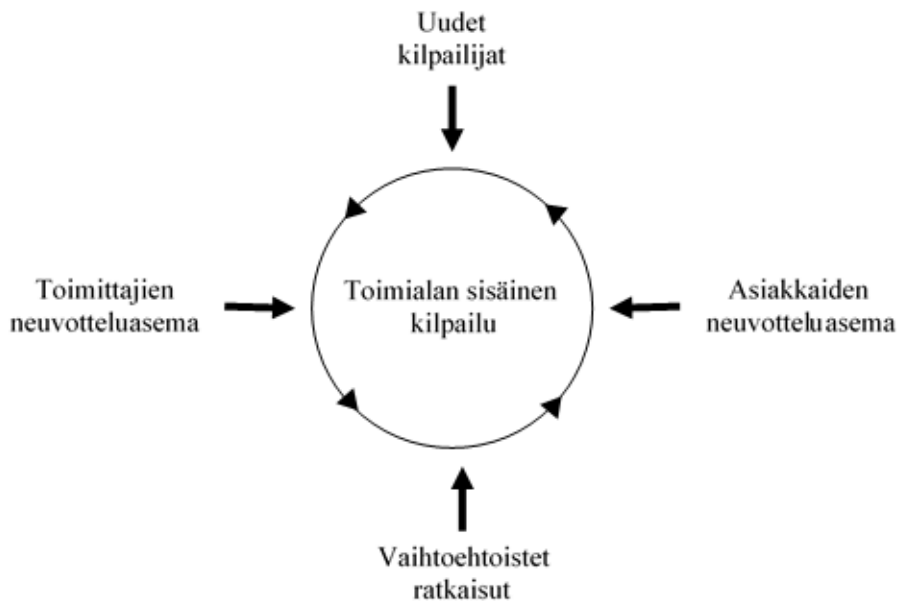 Uudet
kilpailijat
Toimittajien
neuvotteluasema
Toimialan sisäinen
kilpailu
Asiakkaiden
neuvotteluasema
Vaihtoehtoistet
ratkaisut